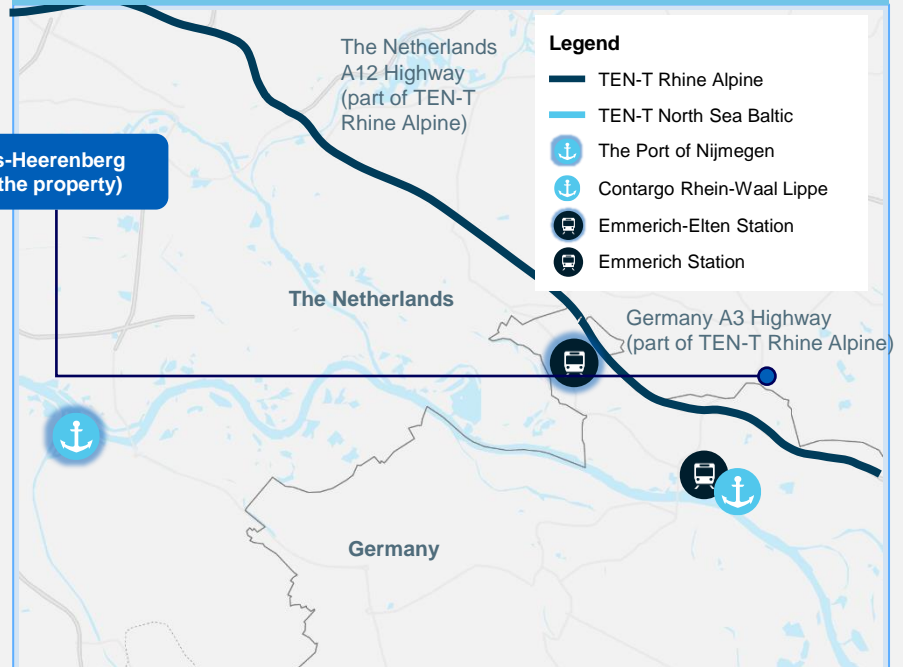 The Netherlands
A12 Highway
(part of TEN-T
Rhine Alpine)
Legend
TEN-T Rhine Alpine
TEN-T North Sea Baltic
The Port of Nijmegen
Contargo Rhein-Waal Lippe
Emmerich-Elten Station
Emmerich Station
s-Heerenberg
the property)
The Netherlands
Germany A3 Highway
(part of TEN-T Rhine Alpine)
Germany